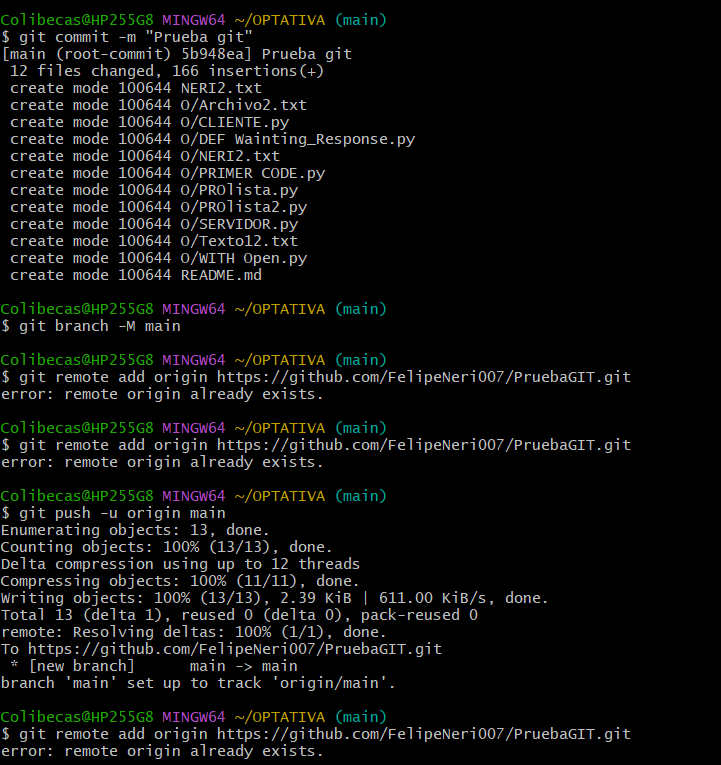 Colibecas@HP255G8 MINGW64 ~/OPTATIVA (main)
$ git commit -m "Prueba git"
[main (root-commit) 5b948ea] Prueba git
 12 files changed, 166 insertions(+)
 create mode 100644 NERI2.txt
 create mode 100644 O/Archivo2.txt
 create mode 100644 O/CLIENTE.py
 create mode 100644 O/DEF Wainting_Response.py
 create mode 100644 O/NERI2.txt
 create mode 100644 O/PRIMER CODE.py
 create mode 100644 O/PROlista.py
 create mode 100644 O/PROlista2.py
 create mode 100644 O/SERVIDOR.py
 create mode 100644 O/Texto12.txt
 create mode 100644 O/WITH Open.py
 create mode 100644 README.md
Colibecas@HP255G8 MINGW64 ~/OPTATIVA (main)
$ git branch -M main
Colibecas@HP255G8 MINGW64 ~/OPTATIVA (main)
$ git remote add origin https://github.com/FelipeNeri007/PruebaGIT.git
error: remote origin already exists.
Colibecas@HP255G8 MINGW64 ~/OPTATIVA (main)
$ git remote add origin https://github.com/FelipeNeri007/PruebaGIT.git
error: remote origin already exists.
Colibecas@HP255G8 MINGW64 ~/OPTATIVA (main)
$ git push -u origin main
Enumerating objects: 13, done.
Counting objects: 100% (13/13), done.
Delta compression using up to 12 threads
Compressing objects: 100% (11/11), done.
Writing objects: 100% (13/13), 2.39 KiB | 611.00 KiB/s, done.
Total 13 (delta 1), reused 0 (delta 0), pack-reused 0
remote: Resolving deltas: 100% (1/1), done.
To https://github.com/FelipeNeri007/PruebaGIT.git
 * [new branch]      main -> main
branch 'main' set up to track 'origin/main'.
Colibecas@HP255G8 MINGW64 ~/OPTATIVA (main)
$ git remote add origin https://github.com/FelipeNeri007/PruebaGIT.git
error: remote origin already exists.